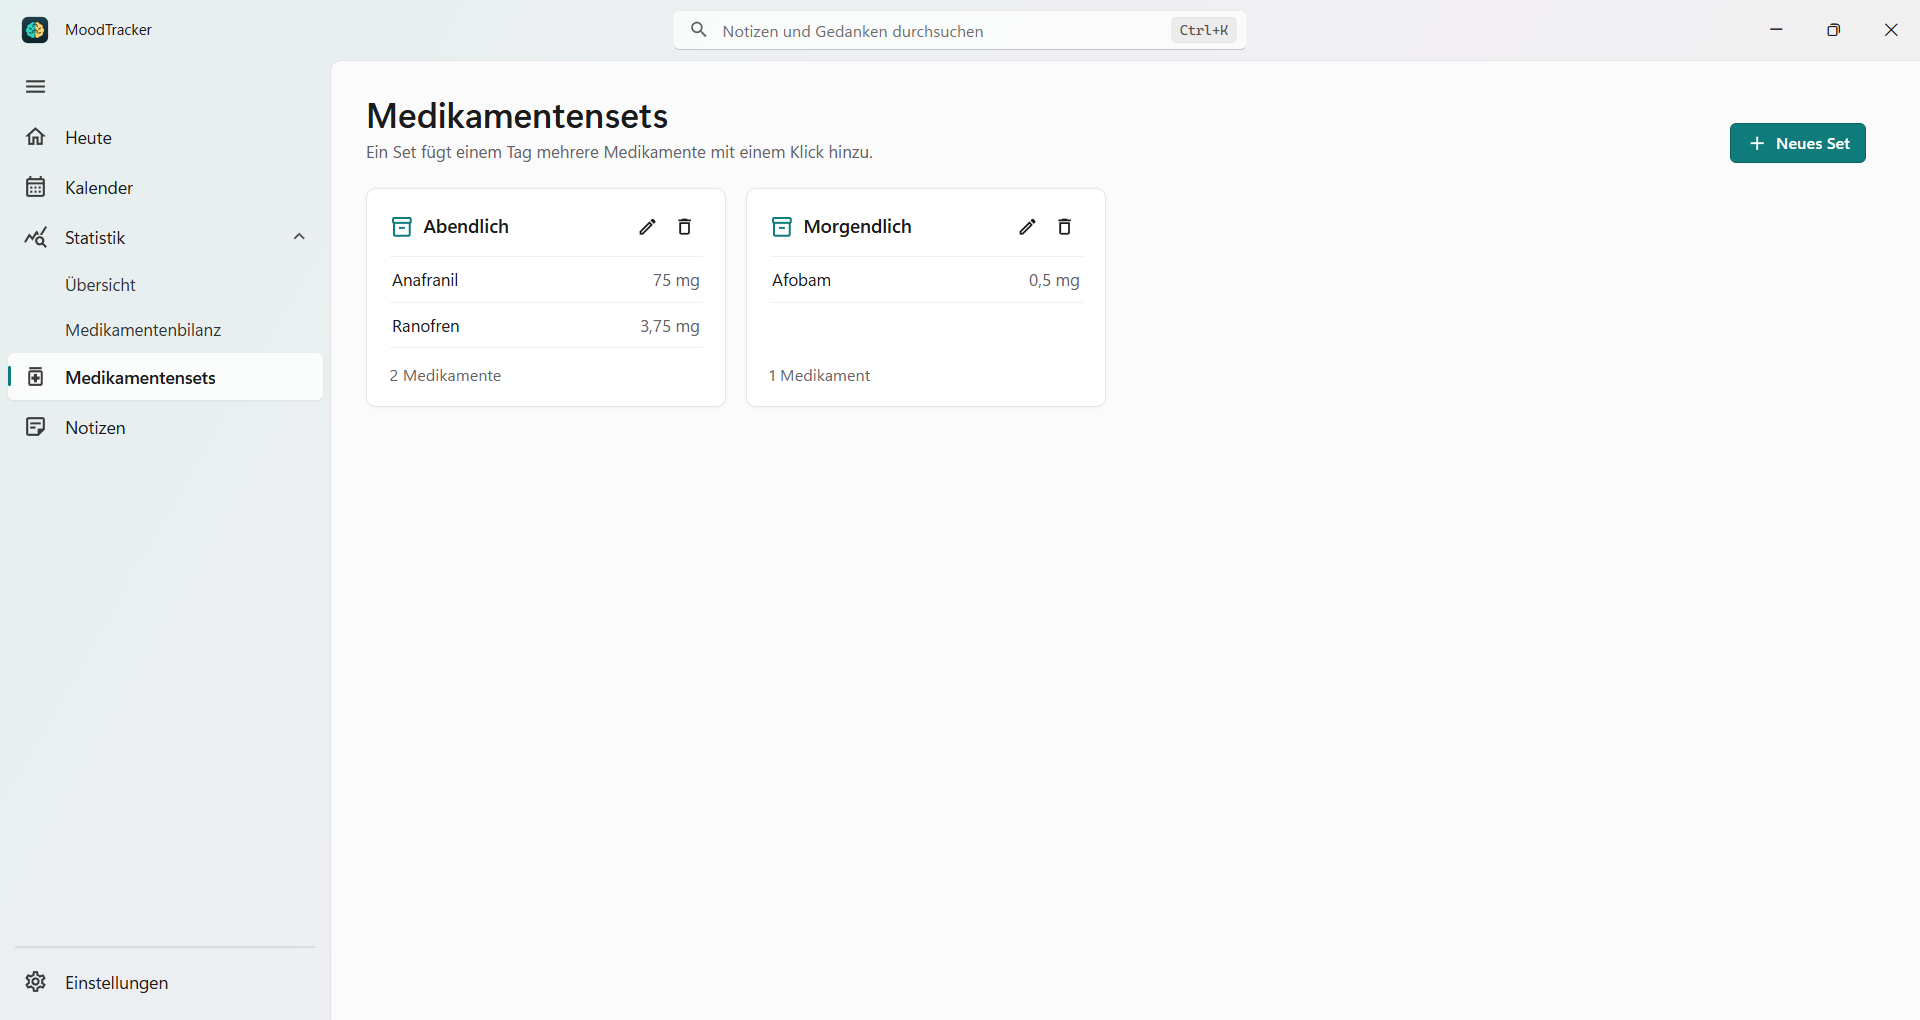 MoodTracker
Notizen und Gedanken durchsuchen
Ctrl+K
Heute
Kalender
Statistik
Übersicht
Medikamentenbilanz
Medikamentensets
Notizen
Einstellungen
Medikamentensets
Ein Set fügt einem Tag mehrere Medikamente mit einem Klick hinzu.
Neues Set
Abendlich
Anafranil 75 mg
Ranofren 3,75 mg
2 Medikamente
Morgendlich
Afobam 0,5 mg
1 Medikament